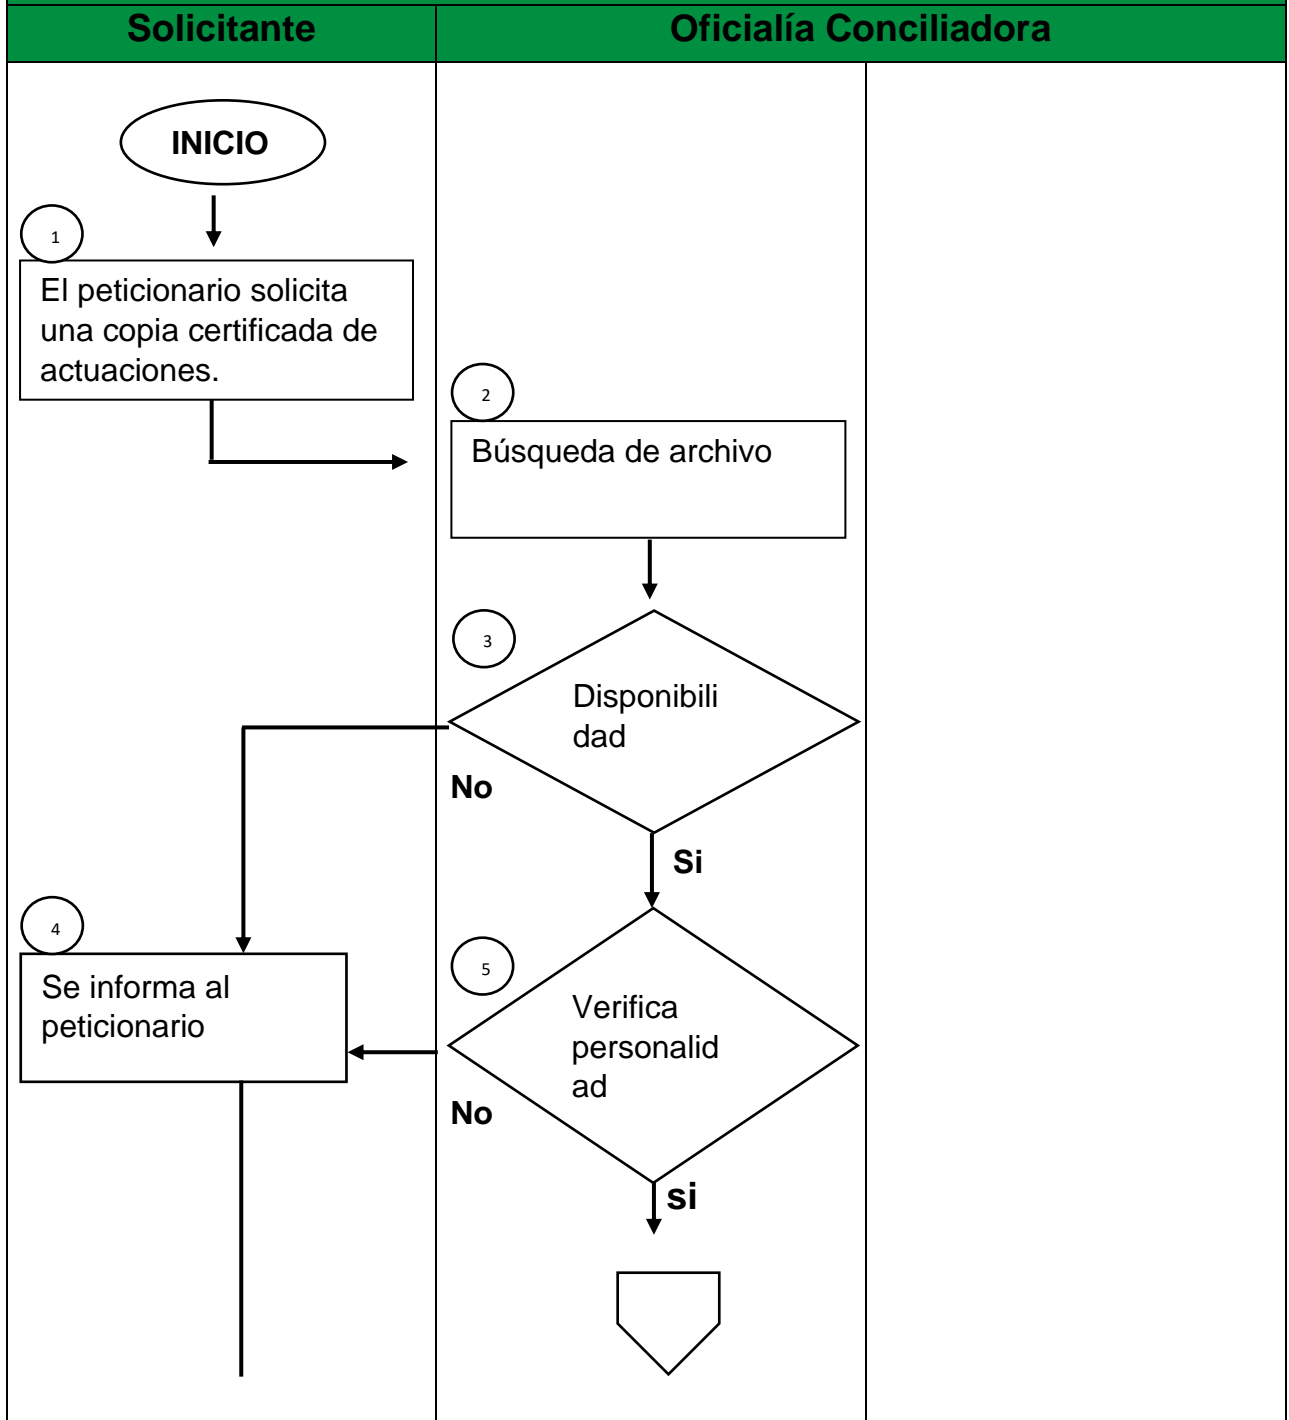 Solicitante
Oficialía Conciliadora
INICIO
1
El peticionario solicita
una copia certificada de
actuaciones.
2
Búsqueda de archivo
3
Disponibili
dad
No
Si
4
Se informa al
peticionario
5
Verifica
personalid
ad
No
si